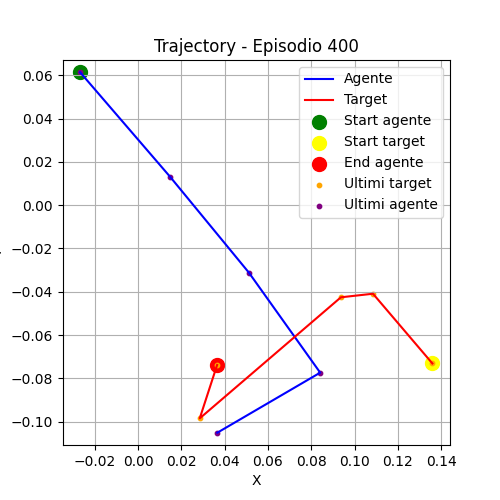 Trajectory - Episodio 400
Agente
Target
Start agente
Start target
End agente
Ultimi target
Ultimi agente
0.06
0.04
0.02
0.00
−0.02
−0.04
−0.06
−0.08
−0.10
−0.02 0.00 0.02 0.04 0.06 0.08 0.10 0.12 0.14
X